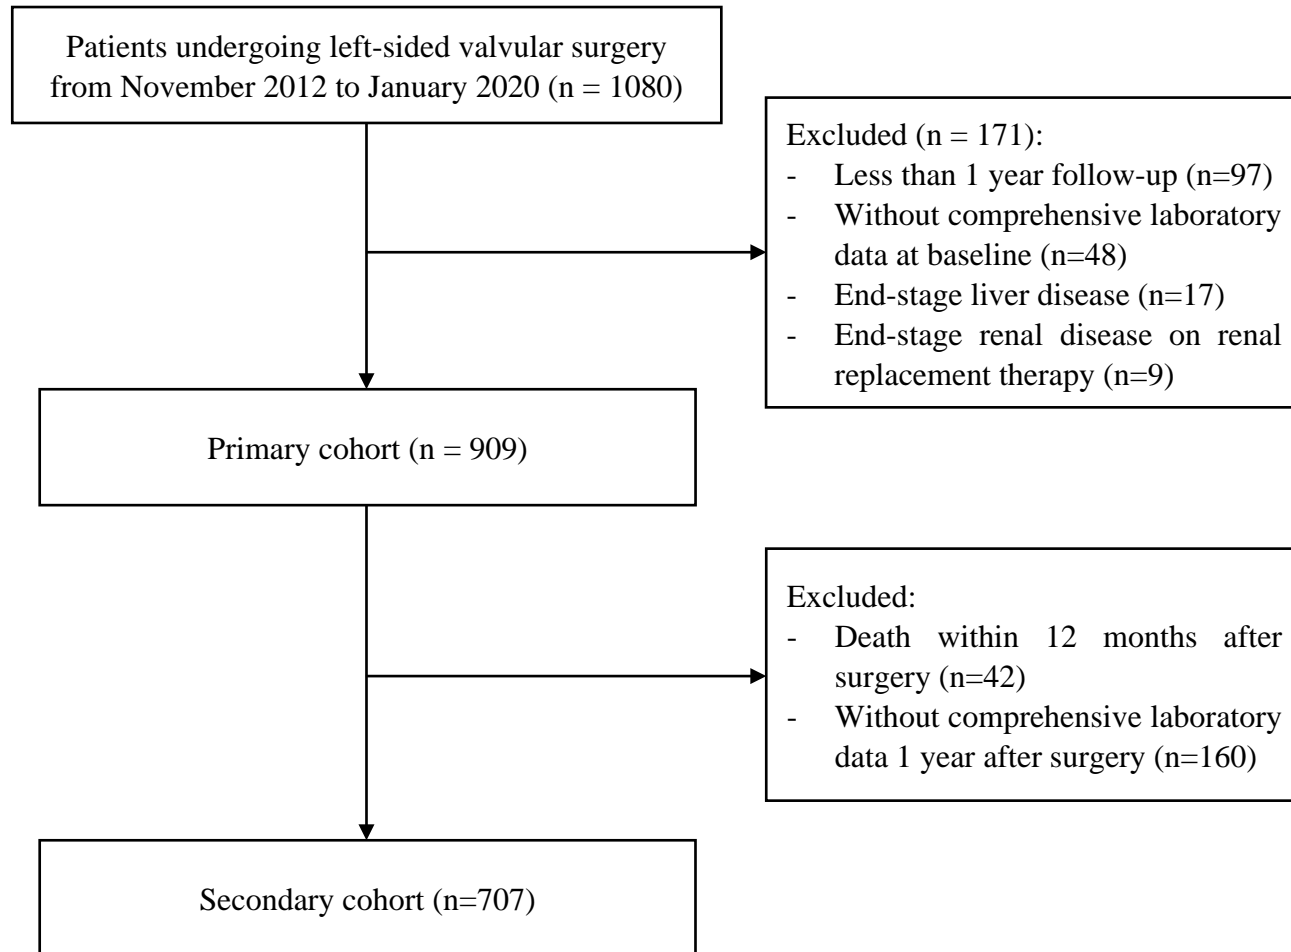 Patients undergoing left-sided valvular surgery
from November 2012 to January 2020 (n = 1080)
Excluded (n = 171):
- Less than 1 year follow-up (n=97)
- Without comprehensive laboratory
data at baseline (n=48)
- End-stage liver disease (n=17)
- End-stage renal disease on renal
replacement therapy (n=9)
Primary cohort (n = 909)
Excluded:
- Death within 12 months after
surgery (n=42)
- Without comprehensive laboratory
data 1 year after surgery (n=160)
Secondary cohort (n=707)